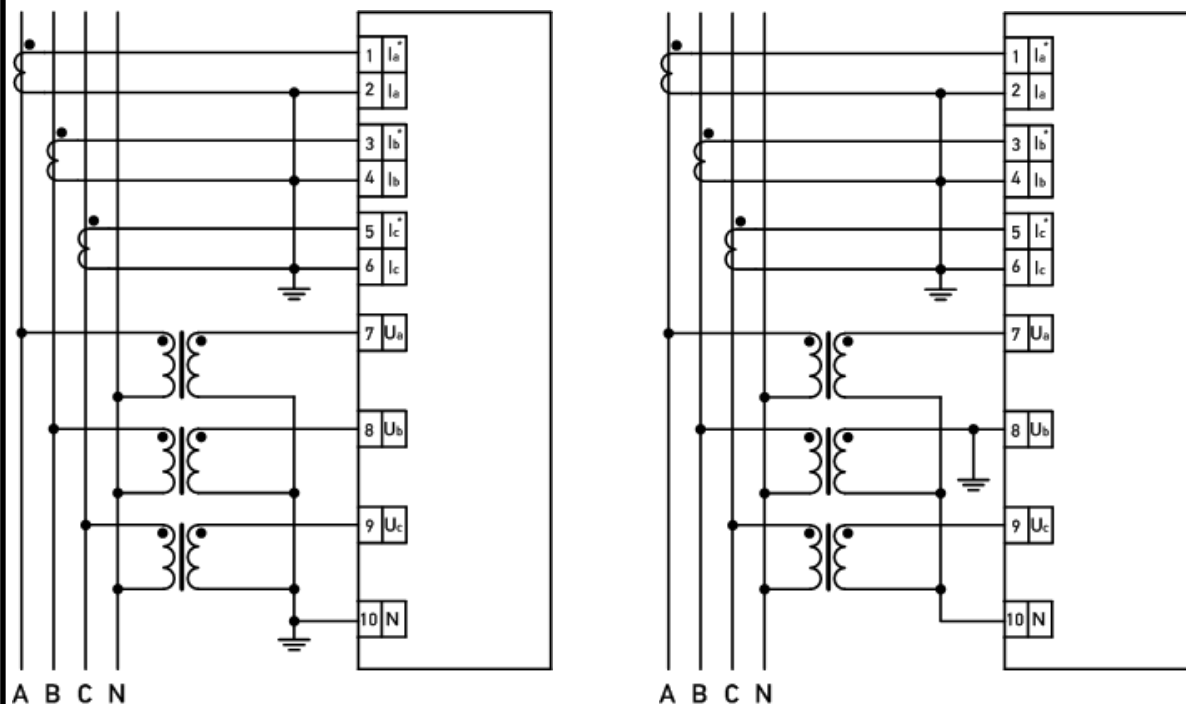 1 Ia* 1 Ia*
2 Ia 2 Ia
3 Ib* 3 Ib*
4 Ib 4 Ib
5 Ic* 5 Ic*
6 Ic 6 Ic
7 Ua 7 Ua
8 Ub 8 Ub
9 Uc 9 Uc
10 N 10 N
A B C N A B C N